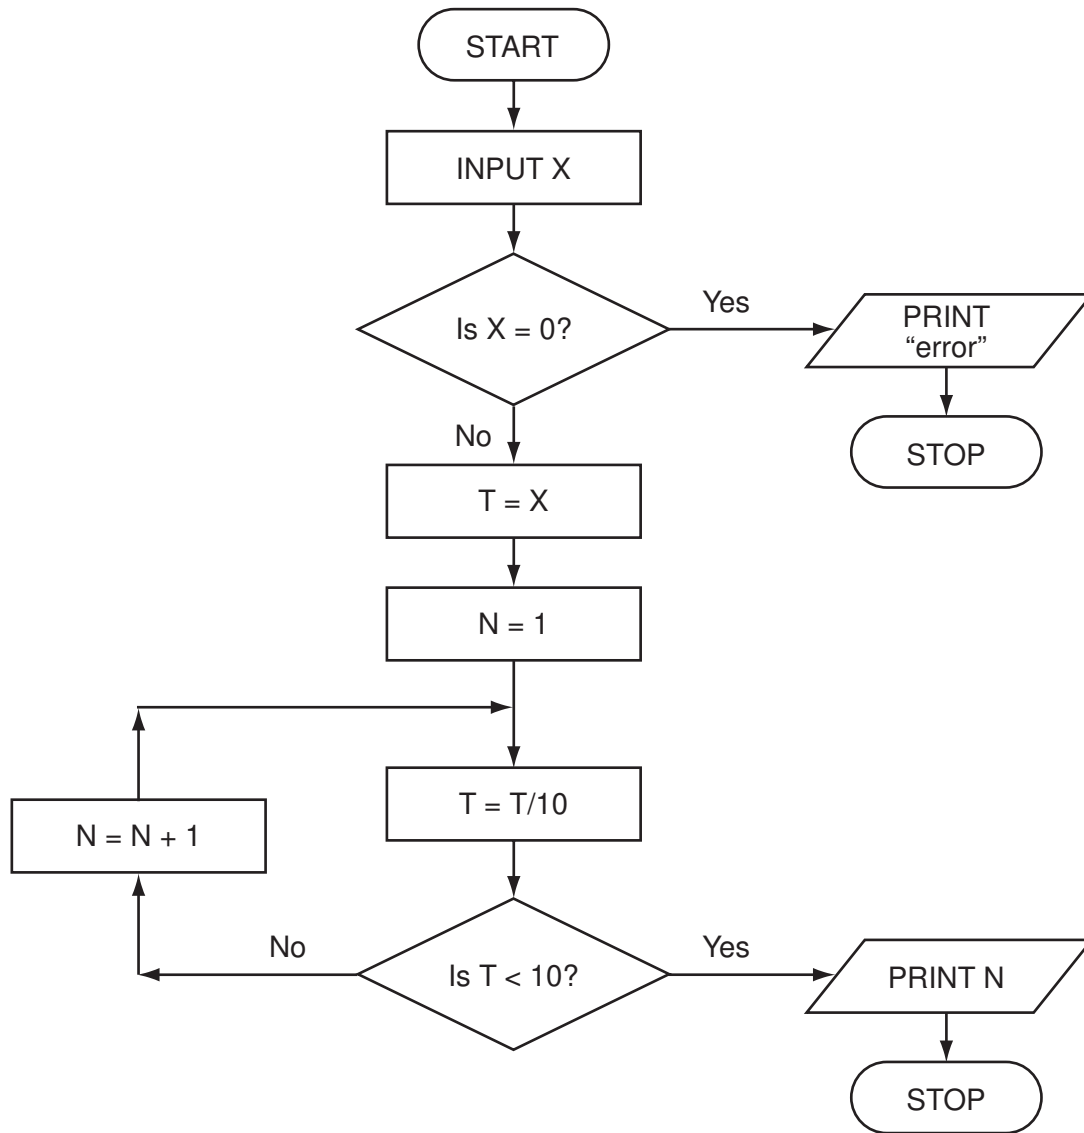 START
INPUT X
Is X = 0?
Yes
PRINT
“error”
STOP
No
T = X
N = 1
T = T/10
N = N + 1
No
Is T < 10?
Yes
PRINT N
STOP